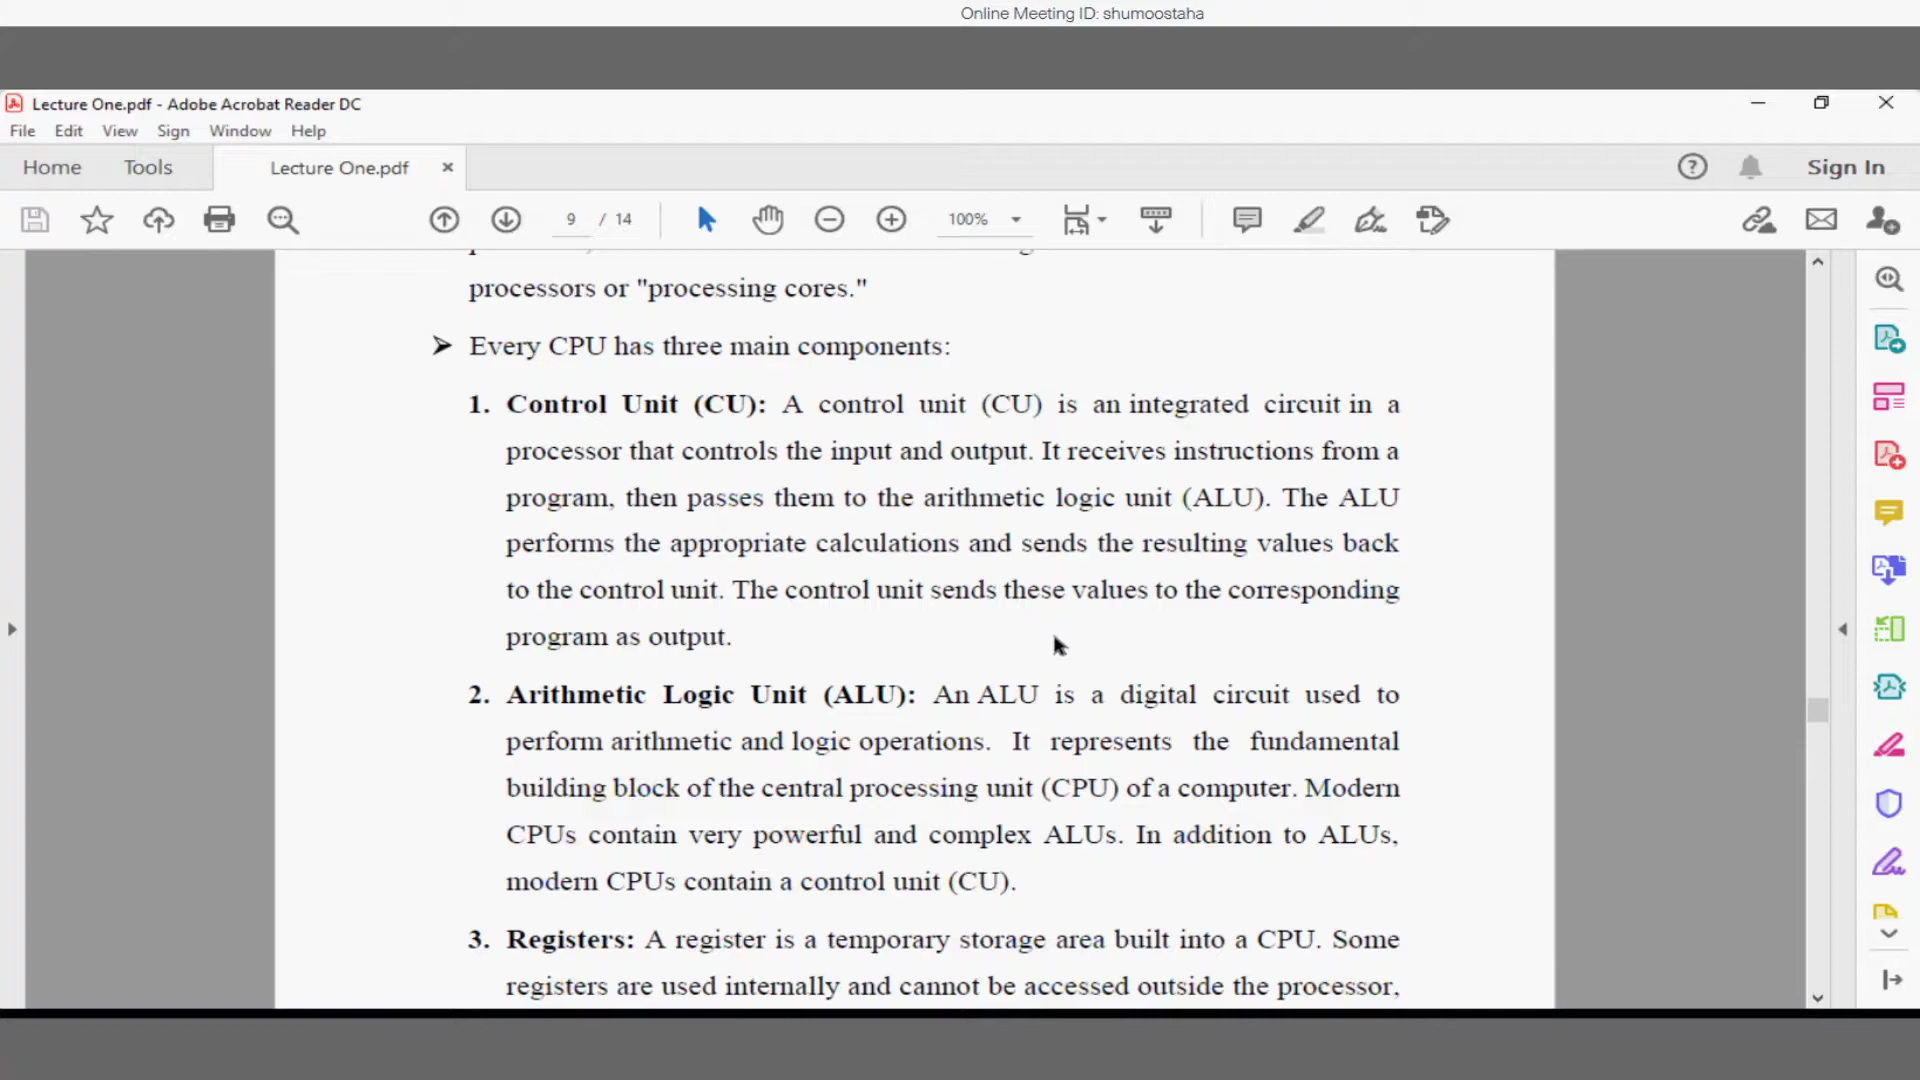 Online Meeting ID: shumoostaha
Lecture One.pdf - Adobe Acrobat Reader DC
File Edit View Sign Window Help
Home Tools Lecture One.pdf × Sign In
9 / 14 100%
processors or "processing cores."
➤ Every CPU has three main components:
1. Control Unit (CU): A control unit (CU) is an integrated circuit in a
processor that controls the input and output. It receives instructions from a
program, then passes them to the arithmetic logic unit (ALU). The ALU
performs the appropriate calculations and sends the resulting values back
to the control unit. The control unit sends these values to the corresponding
program as output.
2. Arithmetic Logic Unit (ALU): An ALU is a digital circuit used to
perform arithmetic and logic operations. It represents the fundamental
building block of the central processing unit (CPU) of a computer. Modern
CPUs contain very powerful and complex ALUs. In addition to ALUs,
modern CPUs contain a control unit (CU).
3. Registers: A register is a temporary storage area built into a CPU. Some
registers are used internally and cannot be accessed outside the processor,